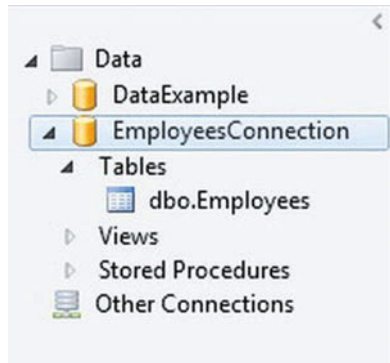 Data
DataExample
EmployeesConnection
Tables
dbo.Employees
Views
Stored Procedures
Other Connections